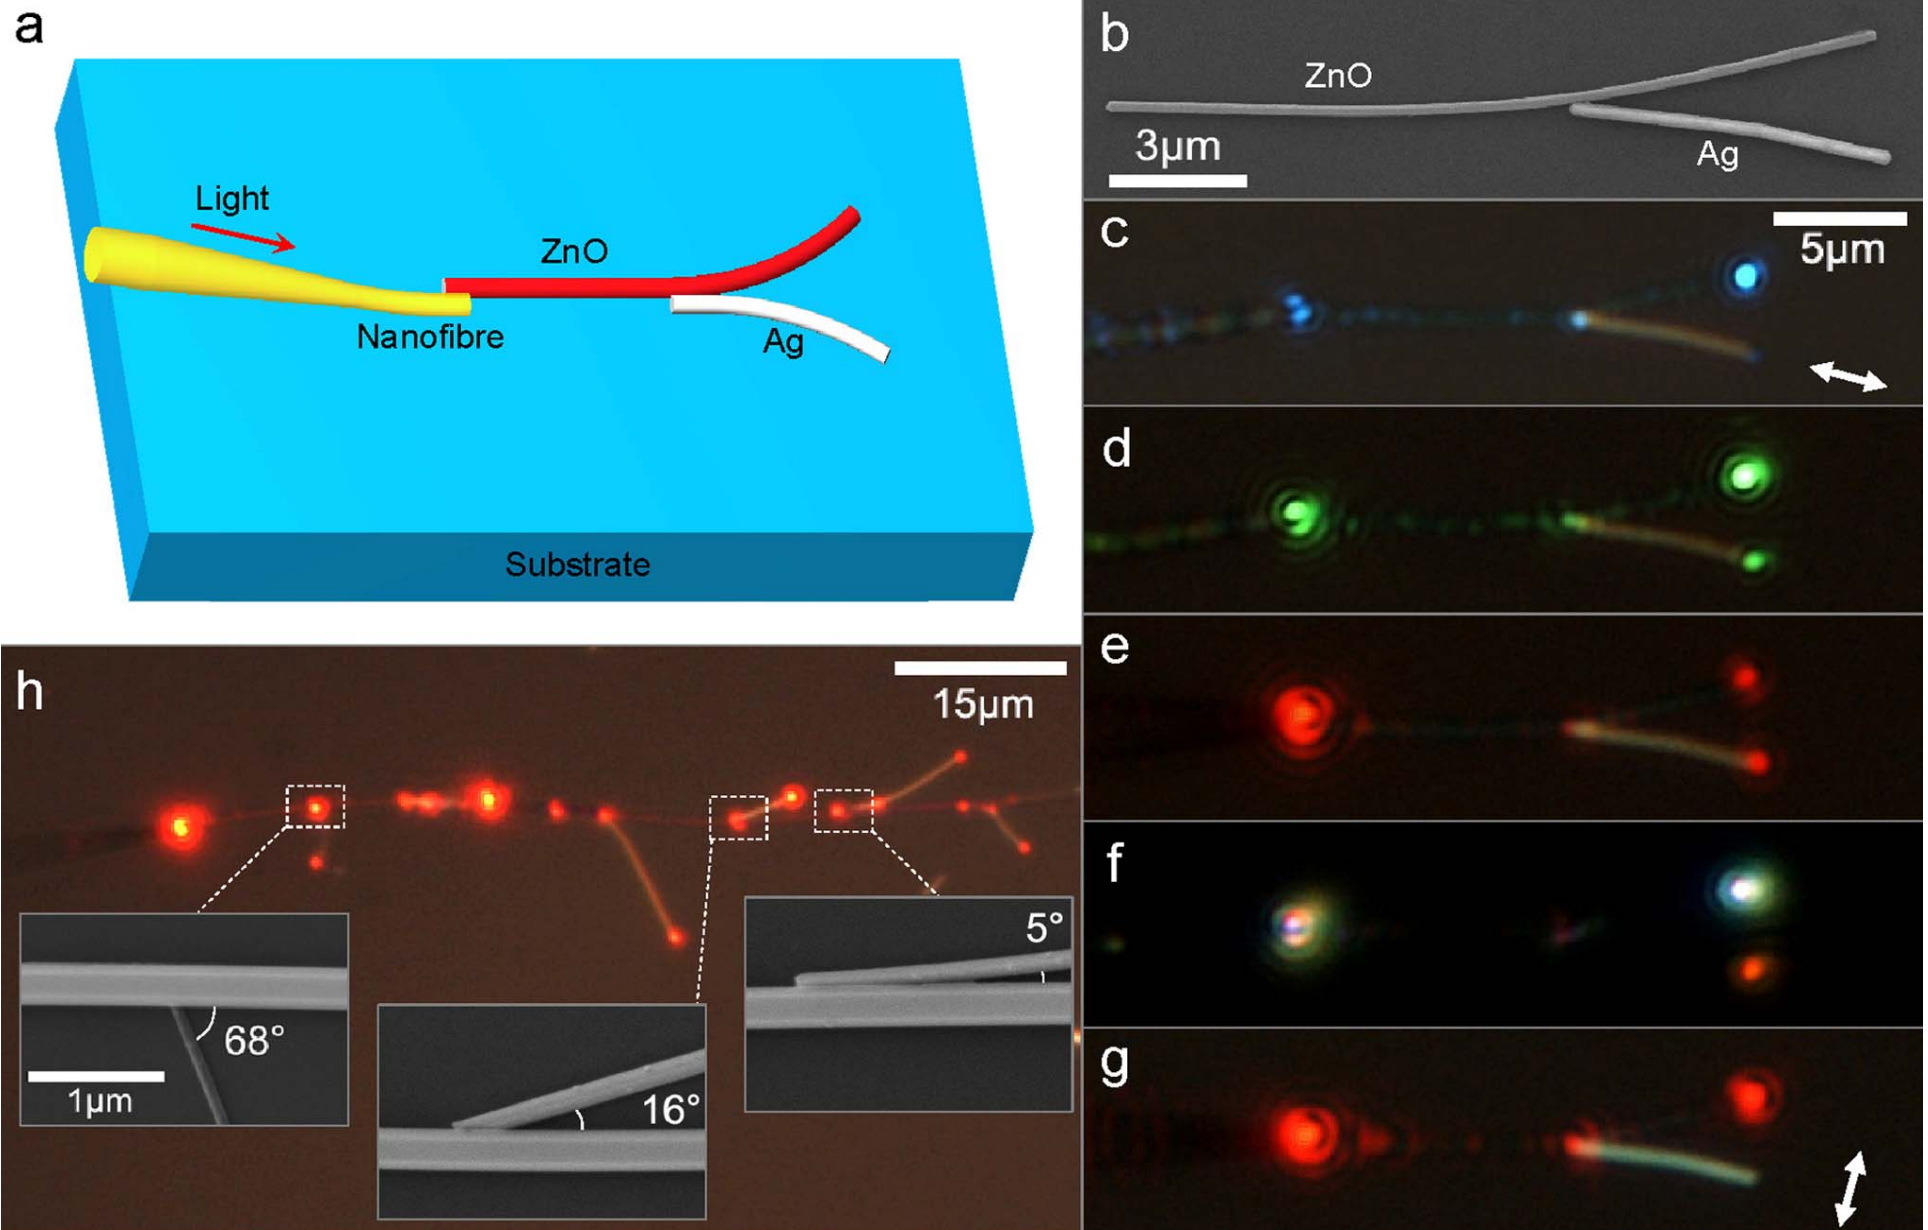 a
Light
ZnO
Nanofibre
Ag
Substrate
b
ZnO
3µm
Ag
c
5µm
d
e
f
g
h
15µm
68°
1µm
16°
5°